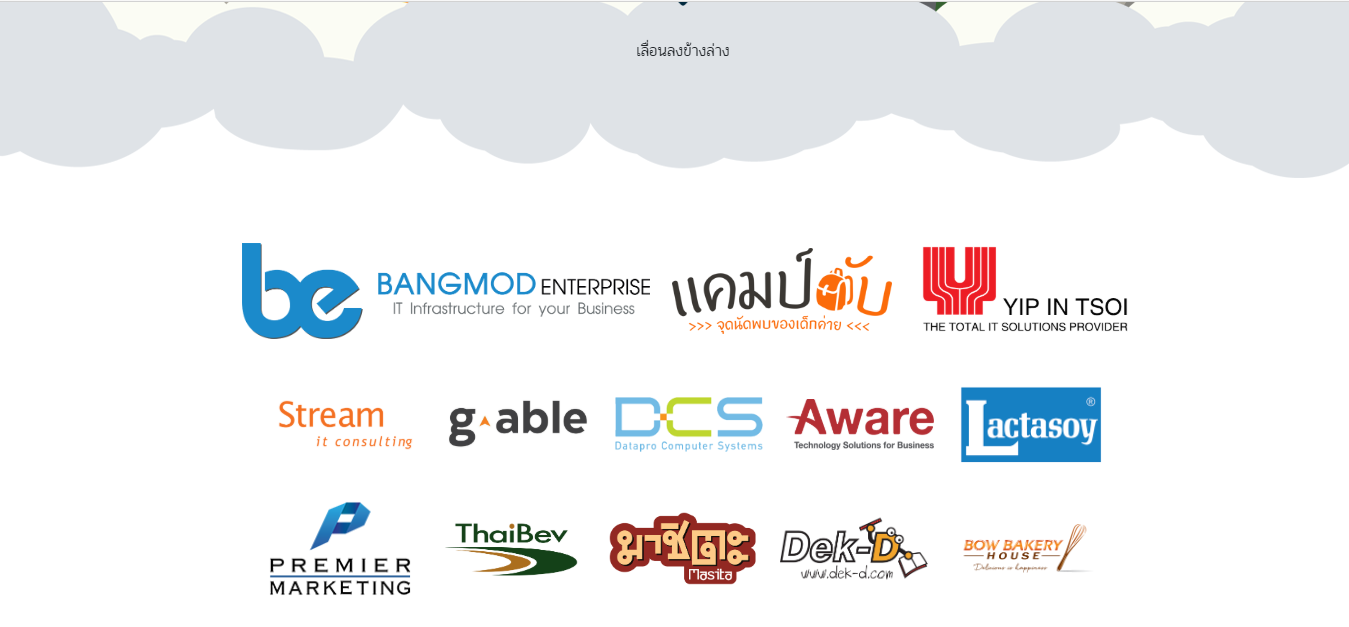 เลื่อนลงข้างล่าง
be BANGMOD ENTERPRISE
IT Infrastructure for your Business
แคมป์ฮับ
>>> จุดนัดพบของเด็กค่าย <<<
YIP IN TSOI
THE TOTAL IT SOLUTIONS PROVIDER
Stream
it consulting
g able
DCS
Datapro Computer Systems
Aware
Technology Solutions for Business
Lactasoy ®
PREMIER
MARKETING
ThaiBev
มาชิตะ
Masita
Dek-D
www.dek-d.com
BOW BAKERY
HOUSE
Delicious is happiness